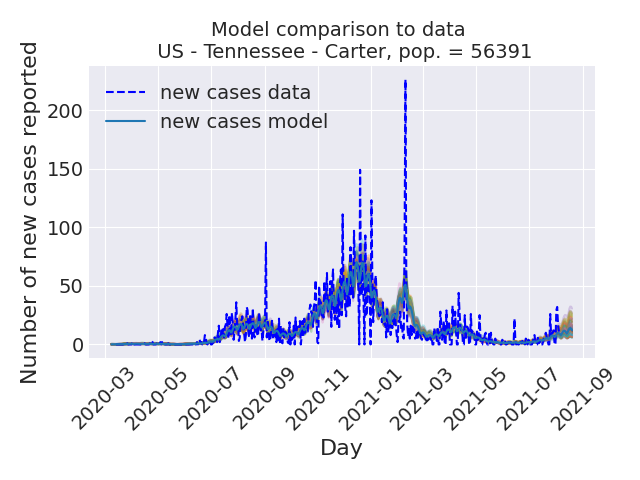 Model comparison to data
US - Tennessee - Carter, pop. = 56391
new cases data
new cases model
Number of new cases reported
200
150
100
50
0
2020-03
2020-05
2020-07
2020-09
2020-11
2021-01
2021-03
2021-05
2021-07
2021-09
Day